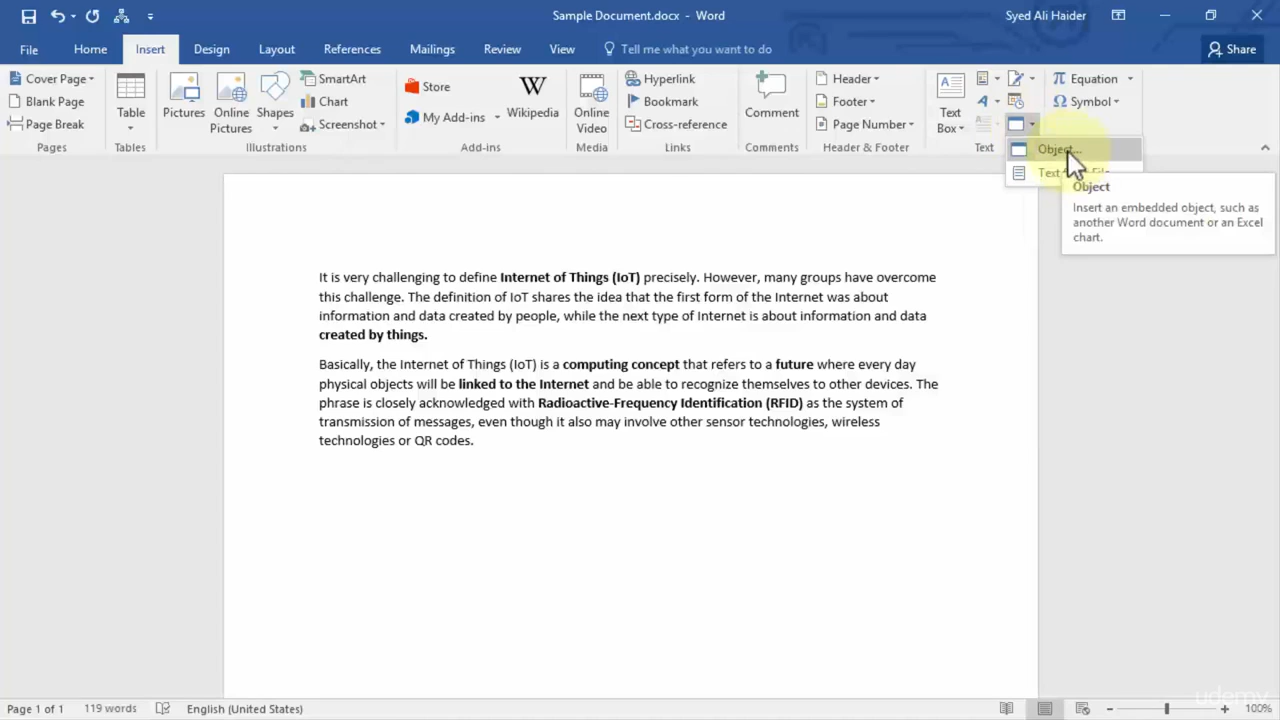 Sample Document.docx - Word
Syed Ali Haider
File Home Insert Design Layout References Mailings Review View Tell me what you want to do Share
Cover Page
Blank Page
Page Break
Pages
Table
Tables
Pictures
Online Pictures
Shapes
SmartArt
Chart
Screenshot
Illustrations
Store
My Add-ins
W
Wikipedia
Add-ins
Online Video
Media
Hyperlink
Bookmark
Cross-reference
Links
Comment
Comments
Header
Footer
Page Number
Header & Footer
Text Box
Text
π Equation
Ω Symbol
Object...
Text
Object
Insert an embedded object, such as
another Word document or an Excel
chart.
It is very challenging to define Internet of Things (IoT) precisely. However, many groups have overcome
this challenge. The definition of IoT shares the idea that the first form of the Internet was about
information and data created by people, while the next type of Internet is about information and data
created by things.
Basically, the Internet of Things (IoT) is a computing concept that refers to a future where every day
physical objects will be linked to the Internet and be able to recognize themselves to other devices. The
phrase is closely acknowledged with Radioactive-Frequency Identification (RFID) as the system of
transmission of messages, even though it also may involve other sensor technologies, wireless
technologies or QR codes.
udemy
Page 1 of 1 119 words English (United States) 100%